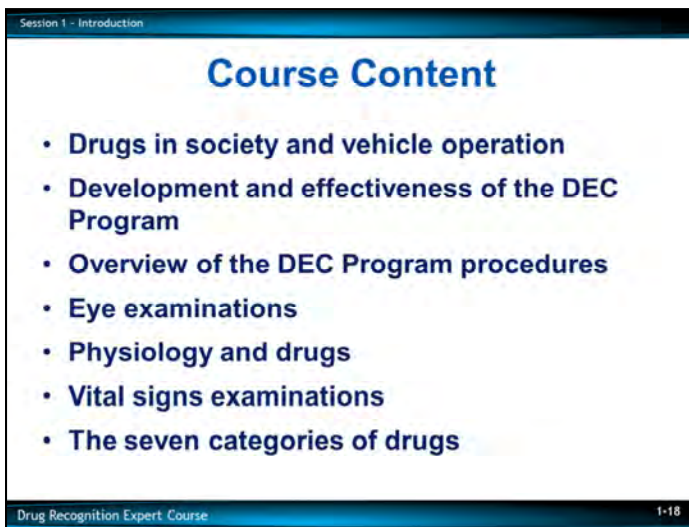 Session 1 - Introduction
Course Content
• Drugs in society and vehicle operation
• Development and effectiveness of the DEC
Program
• Overview of the DEC Program procedures
• Eye examinations
• Physiology and drugs
• Vital signs examinations
• The seven categories of drugs
Drug Recognition Expert Course
1-18